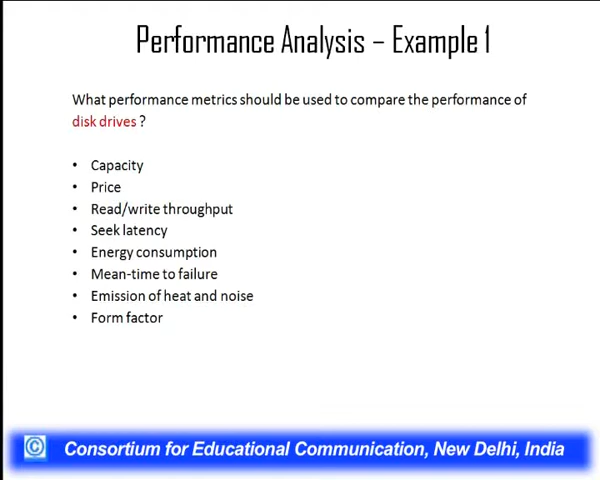 Performance Analysis – Example 1
What performance metrics should be used to compare the performance of
disk drives ?
• Capacity
• Price
• Read/write throughput
• Seek latency
• Energy consumption
• Mean-time to failure
• Emission of heat and noise
• Form factor
© Consortium for Educational Communication, New Delhi, India